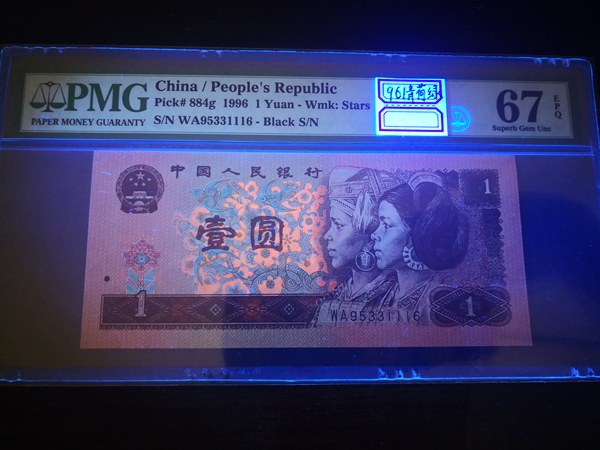 PMG
PAPER MONEY GUARANTY
China / People's Republic
Pick# 884g 1996 1 Yuan - Wmk: Stars
S/N WA95331116 - Black S/N
961青荷绿
67
EPQ
Superb Gem Unc
中国人民银行
1
壹圆
1
1
WA95331116